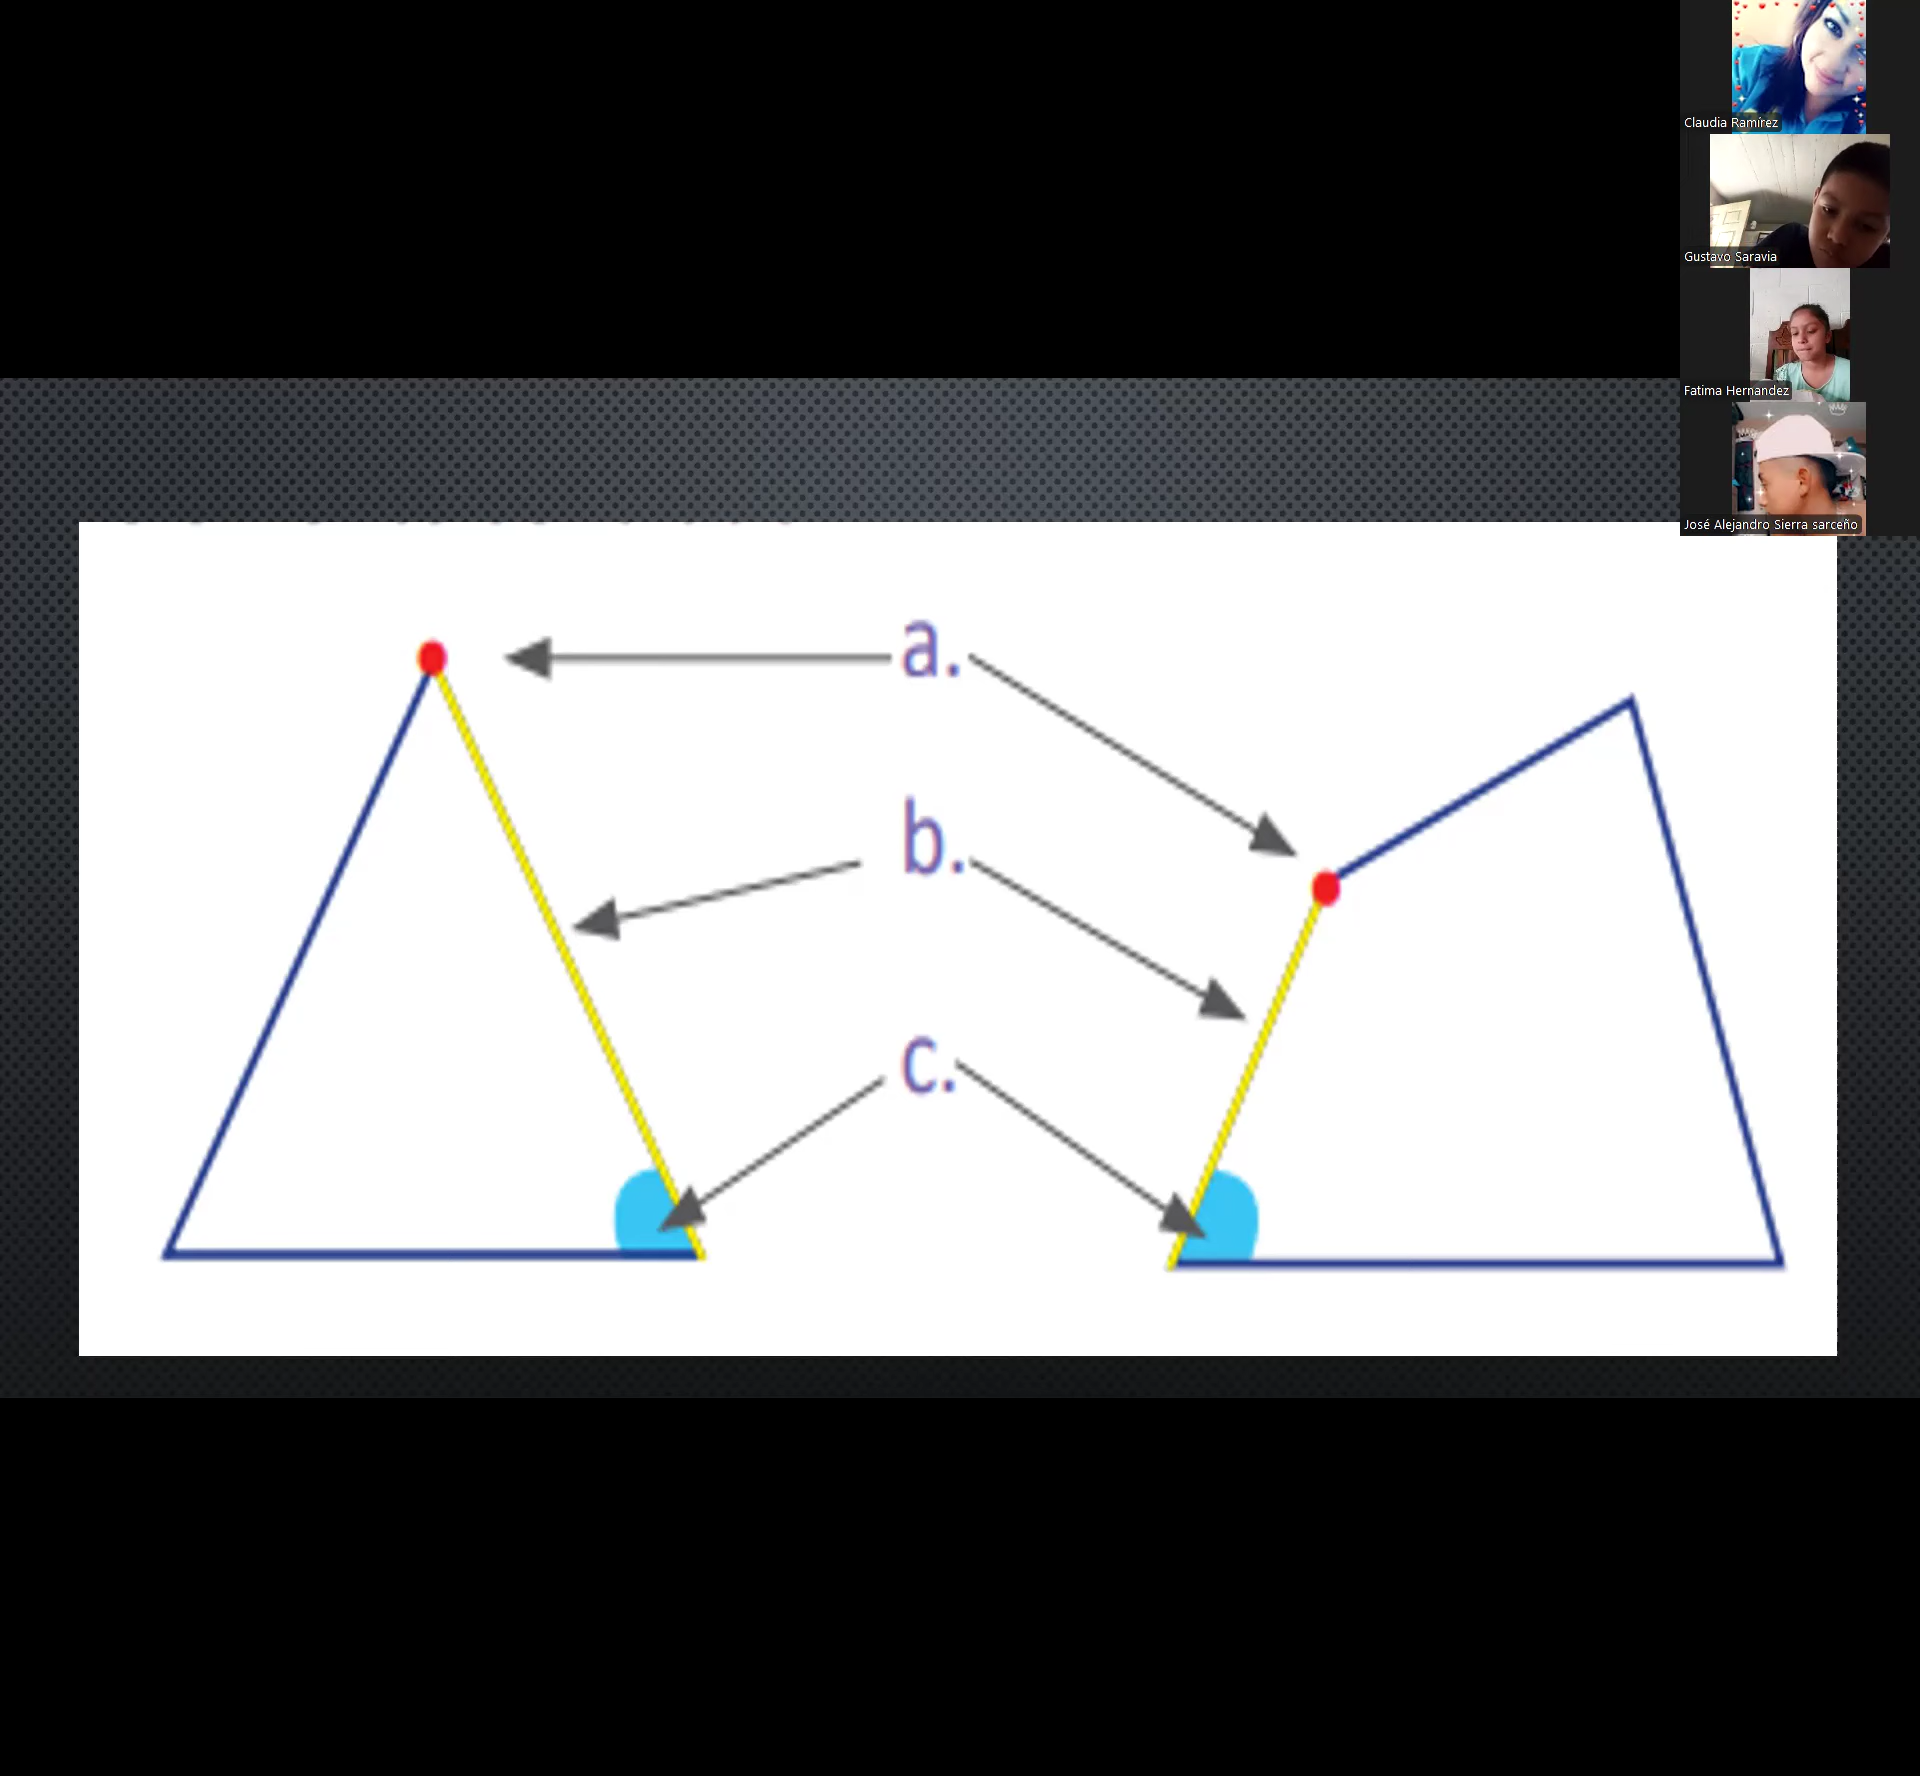 Claudia Ramírez
Gustavo Saravia
Fatima Hernandez
José Alejandro Sierra sarceño
a.
b.
c.